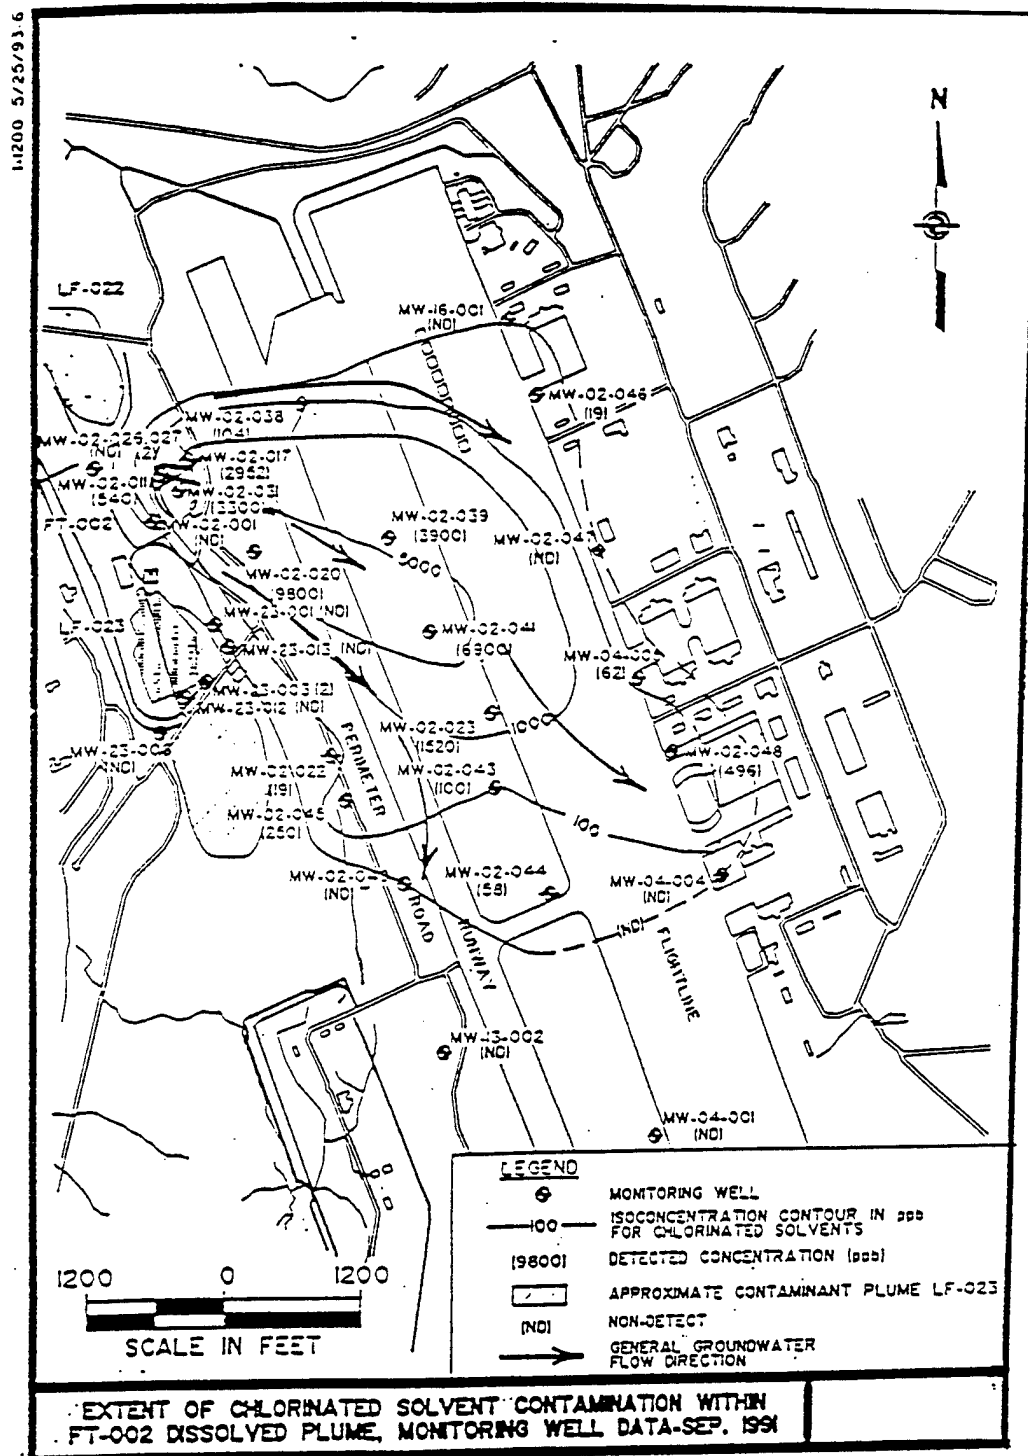 1-1200 5/25/93-6
N
LF-022
MW-16-001
(ND)
MW-02-046
(19)
MW-02-038
(104)
MW-02-026,027
(ND) (2)
MW-02-017
(2952)
MW-02-011
(540)
MW-02-031
(3300)
FT-002
MW-02-001
(ND)
MW-02-039
(3900)
MW-02-047
(ND)
5000
MW-02-020
(9800)
MW-23-001 (ND)
LF-023
MW-23-013 (ND)
MW-02-041
(6900)
(62)
MW-23-003 (2)
MW-23-012 (ND)
MW-02-023
(1520)
1000
MW-23-006
(ND)
PERIMETER
MW-02-022
(19)
MW-02-043
(100)
MW-02-048
(496)
MW-02-045
(250)
100
(ND)
MW-02-044
(58)
MW-04-004
(ND)
ROAD
RUNWAY
(ND)
FLIGHTLINE
MW-13-002
(ND)
MW-04-001
(ND)
LEGEND
MONITORING WELL
100 ISOCONCENTRATION CONTOUR IN ppb
FOR CHLORINATED SOLVENTS
(9800) DETECTED CONCENTRATION (ppb)
APPROXIMATE CONTAMINANT PLUME LF-023
(ND) NON-DETECT
GENERAL GROUNDWATER
FLOW DIRECTION
1200 0 1200
SCALE IN FEET
EXTENT OF CHLORINATED SOLVENT CONTAMINATION WITHIN
FT-002 DISSOLVED PLUME, MONITORING WELL DATA-SEP. 1991